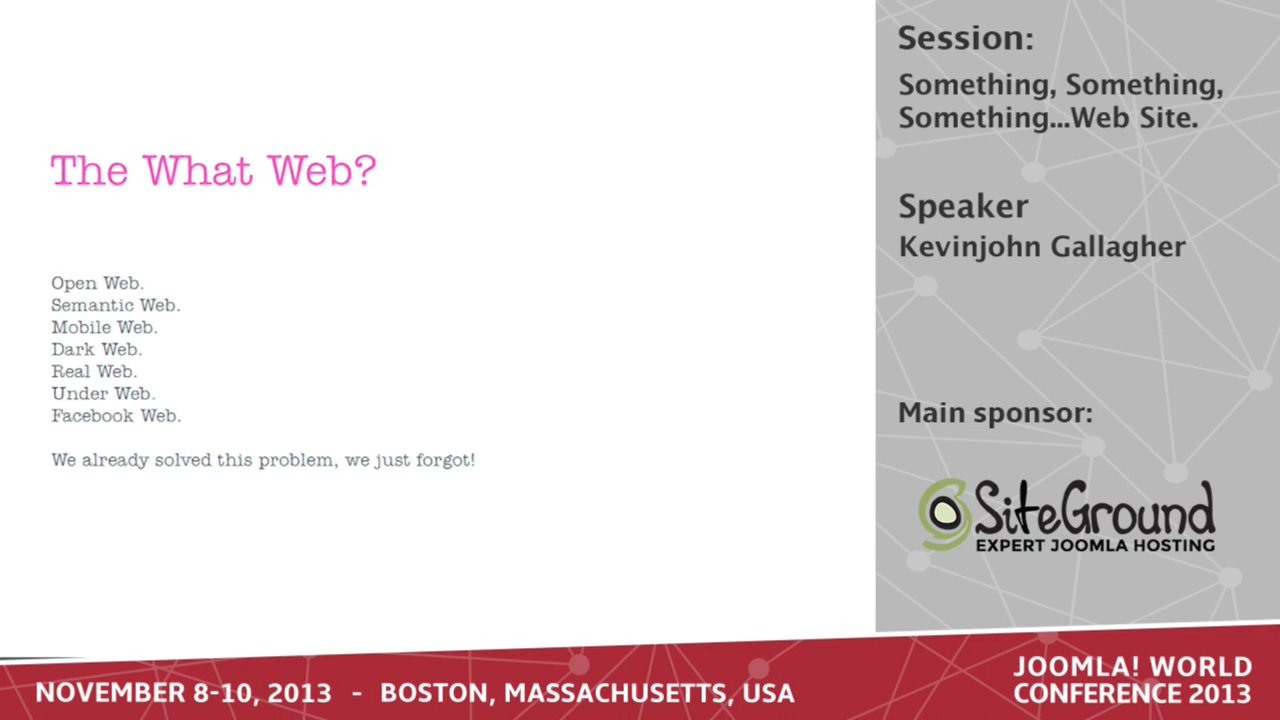 The What Web?
Open Web.
Semantic Web.
Mobile Web.
Dark Web.
Real Web.
Under Web.
Facebook Web.
We already solved this problem, we just forgot!
Session:
Something, Something,
Something...Web Site.
Speaker
Kevinjohn Gallagher
Main sponsor:
SiteGround
EXPERT JOOMLA HOSTING
NOVEMBER 8-10, 2013 - BOSTON, MASSACHUSETTS, USA
JOOMLA! WORLD
CONFERENCE 2013